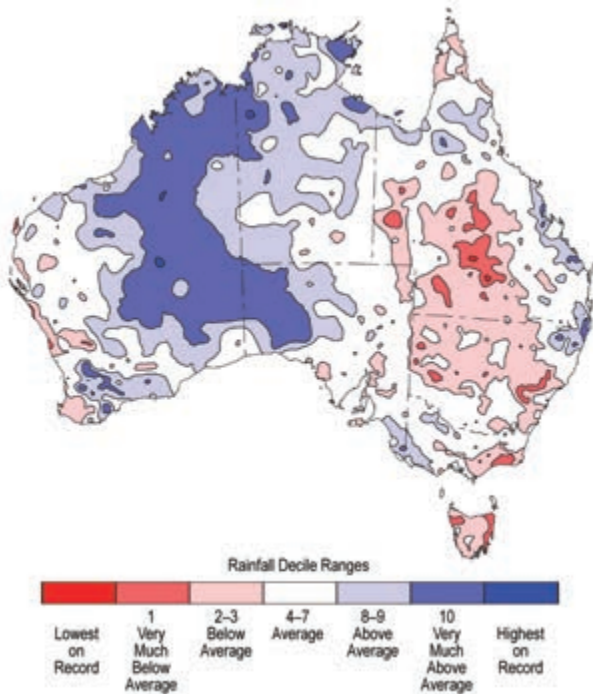 Rainfall Decile Ranges
Lowest
on
Record
1
Very
Much
Below
Average
2–3
Below
Average
4–7
Average
8–9
Above
Average
10
Very
Much
Above
Average
Highest
on
Record